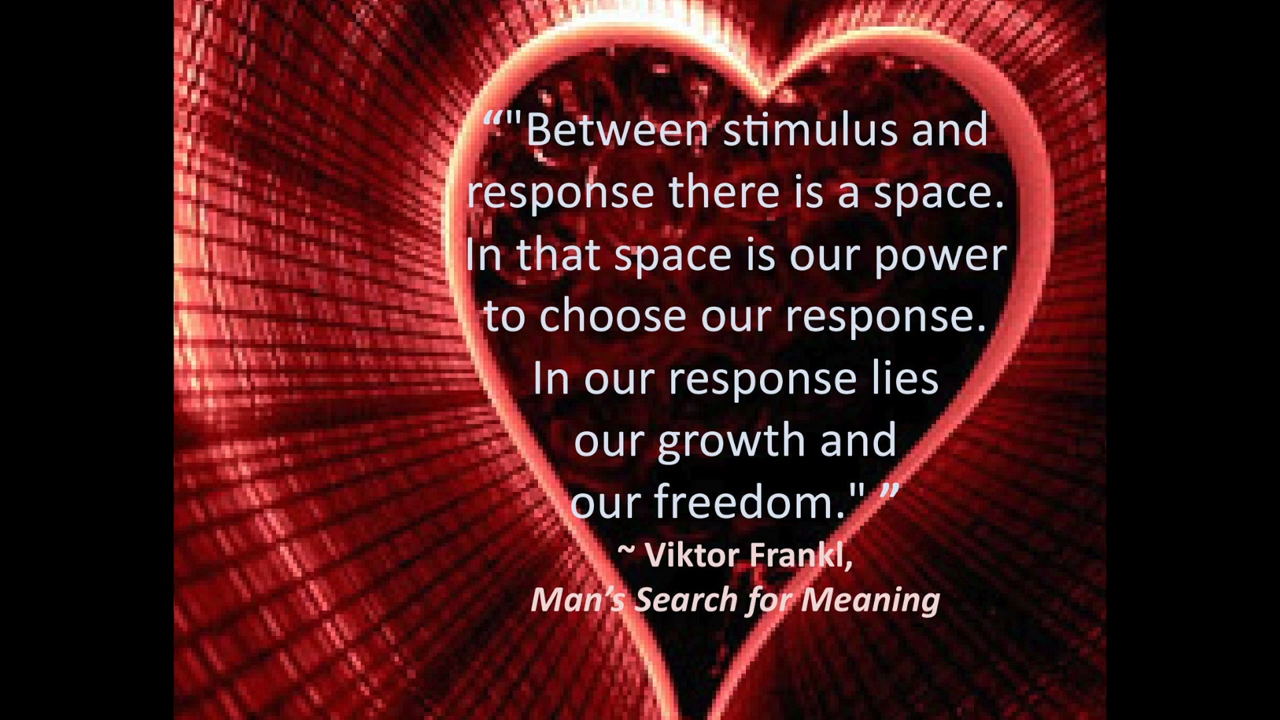 “"Between stimulus and
response there is a space.
In that space is our power
to choose our response.
In our response lies
our growth and
our freedom." ”
~ Viktor Frankl,
Man’s Search for Meaning